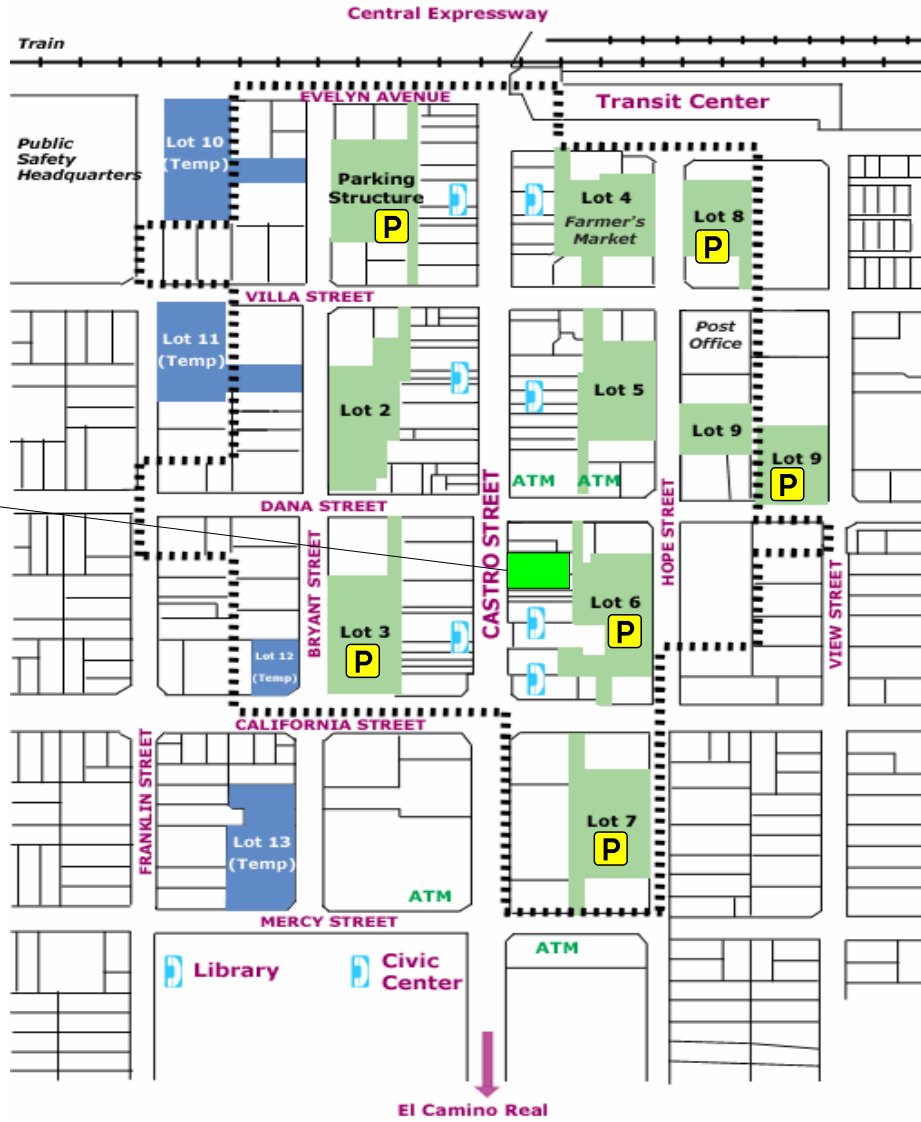 Central Expressway
Train
EVELYN AVENUE
Transit Center
Public
Safety
Headquarters
Lot 10
(Temp)
Parking
Structure
P
Lot 4
Farmer's
Market
Lot 8
P
VILLA STREET
Lot 11
(Temp)
Post
Office
Lot 2
Lot 5
Lot 9
Lot 9
P
ATM
ATM
DANA STREET
CASTRO STREET
HOPE STREET
BRYANT STREET
VIEW STREET
Lot 6
P
Lot 3
P
Lot 12
(Temp)
CALIFORNIA STREET
FRANKLIN STREET
Lot 7
P
Lot 13
(Temp)
ATM
MERCY STREET
ATM
Library
Civic
Center
El Camino Real